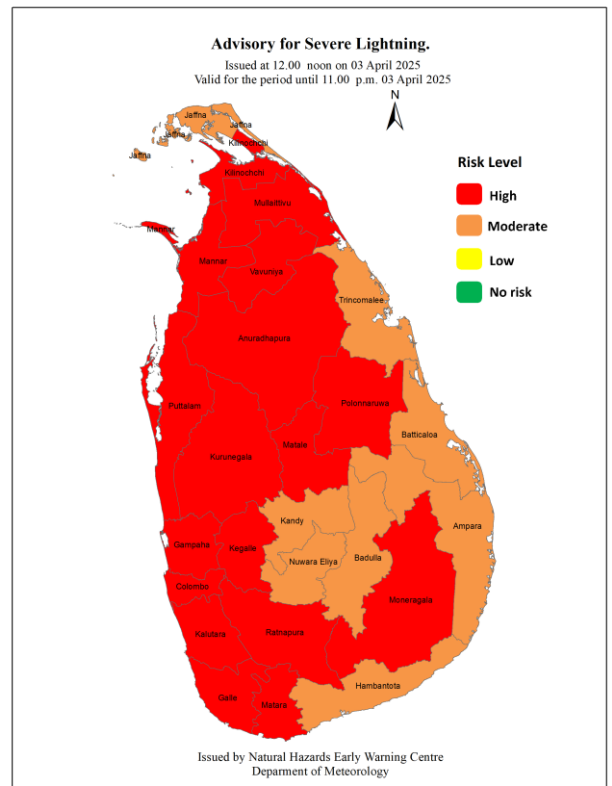 Advisory for Severe Lightning.
Issued at 12.00 noon on 03 April 2025
Valid for the period until 11.00 p.m. 03 April 2025
N
Jaffna
Jaffna
Jaffna
Jaffna
Kilinochchi
Kilinochchi
Mullaittivu
Mannar
Mannar
Vavuniya
Trincomalee
Anuradhapura
Puttalam
Polonnaruwa
Batticaloa
Kurunegala
Matale
Kandy
Ampara
Gampaha
Kegalle
Nuwara Eliya
Badulla
Colombo
Moneragala
Kalutara
Ratnapura
Hambantota
Galle
Matara
Risk Level
High
Moderate
Low
No risk
Issued by Natural Hazards Early Warning Centre
Deparment of Meteorology